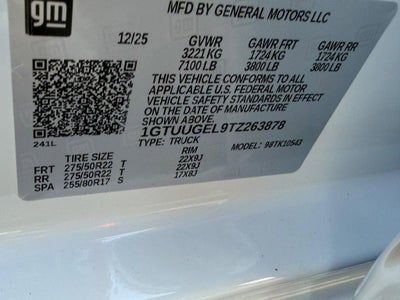 gm
MFD BY GENERAL MOTORS LLC
12/25 GVWR GAWR FRT GAWR RR
3221 KG 1724 KG 1724 KG
7100 LB 3800 LB 3800 LB
THIS VEHICLE CONFORMS TO ALL
APPLICABLE U.S. FEDERAL MOTOR
VEHICLE SAFETY STANDARDS IN EFFECT
ON THE DATE OF MANUFACTURE
SHOWN ABOVE.
1GTUUGEL9TZ263878
TYPE: TRUCK MODEL: 98TK10543
241L
TIRE SIZE RIM
FRT 275/50R22 T 22X9J
RR 275/50R22 T 22X9J
SPA 255/80R17 S 17X8J